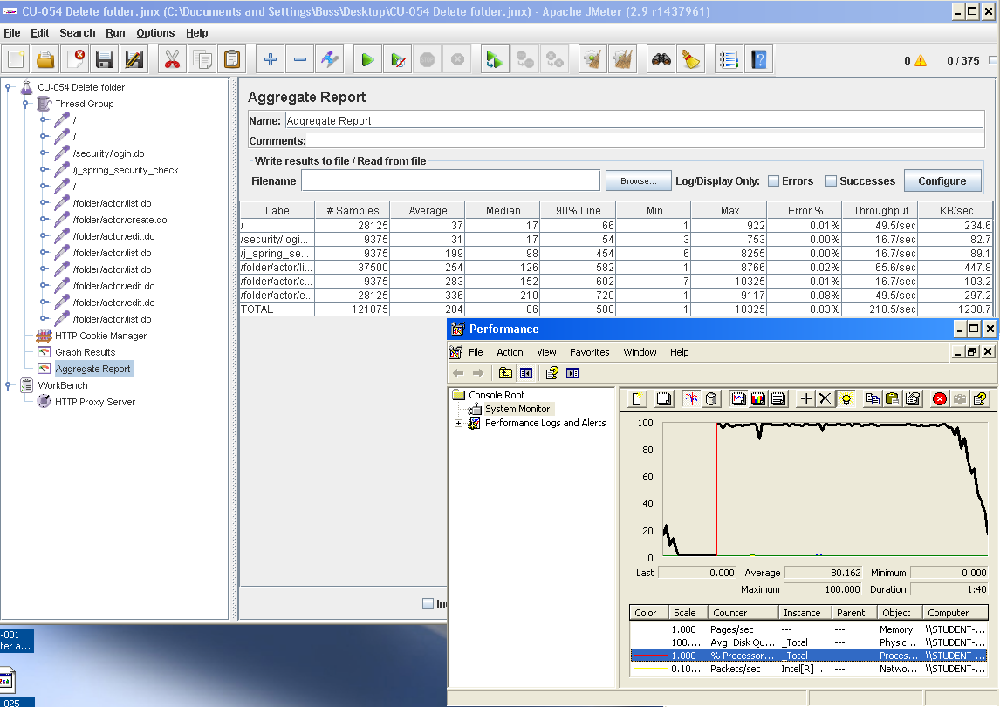 CU-054 Delete folder.jmx (C:\Documents and Settings\Boss\Desktop\CU-054 Delete folder.jmx) - Apache JMeter (2.9 r1437961)
File Edit Search Run Options Help
0 0 / 375
CU-054 Delete folder
Thread Group
/
/
/security/login.do
/j_spring_security_check
/
/folder/actor/list.do
/folder/actor/create.do
/folder/actor/edit.do
/folder/actor/list.do
/folder/actor/list.do
/folder/actor/edit.do
/folder/actor/edit.do
/folder/actor/list.do
HTTP Cookie Manager
Graph Results
Aggregate Report
WorkBench
HTTP Proxy Server
Aggregate Report
Name: Aggregate Report
Comments:
Write results to file / Read from file
Filename Browse... Log/Display Only: Errors Successes Configure
Label # Samples Average Median 90% Line Min Max Error % Throughput KB/sec
/ 28125 37 17 66 1 922 0.01% 49.5/sec 234.6
/security/logi... 9375 31 17 54 3 753 0.00% 16.7/sec 82.7
/j_spring_se... 9375 199 98 454 6 8255 0.00% 16.7/sec 89.1
/folder/actor/li... 37500 254 126 582 1 8766 0.02% 65.6/sec 447.8
/folder/actor/c... 9375 283 152 602 7 10325 0.01% 16.7/sec 103.2
/folder/actor/e... 28125 336 210 720 1 9117 0.08% 49.5/sec 297.2
TOTAL 121875 204 86 508 1 10325 0.03% 210.5/sec 1230.7
Performance
File Action View Favorites Window Help
Console Root
System Monitor
Performance Logs and Alerts
100
80
60
40
20
0
Last 0.000 Average 80.162 Minimum 0.000
Maximum 100.000 Duration 1:40
Color Scale Counter Instance Parent Object Computer
1.000 Pages/sec --- --- Memory \\STUDENT-...
100.... Avg. Disk Qu... _Total --- Physic... \\STUDENT-...
1.000 % Processor... _Total --- Proces... \\STUDENT-...
0.10... Packets/sec Intel[R] ... --- Netwo... \\STUDENT-...
-001
ter a...
-025